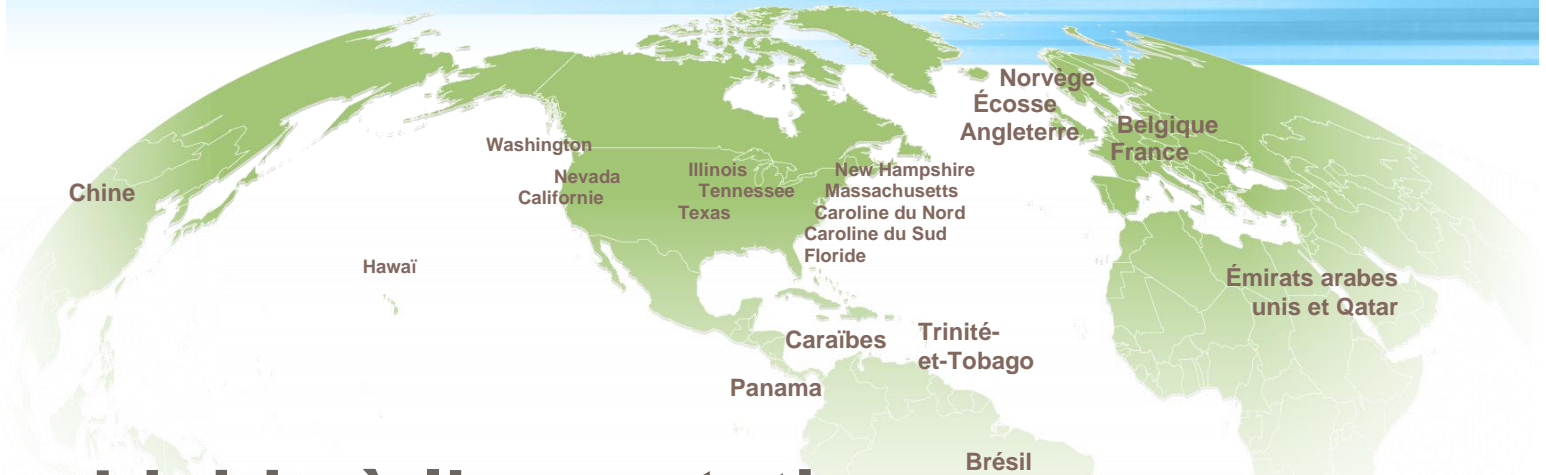 Norvège
Écosse
Angleterre
Belgique
France
Washington
Nevada
Californie
Illinois
Tennessee
Texas
New Hampshire
Massachusetts
Caroline du Nord
Caroline du Sud
Floride
Chine
Hawaï
Émirats arabes
unis et Qatar
Caraïbes
Trinité-
et-Tobago
Panama
Brésil